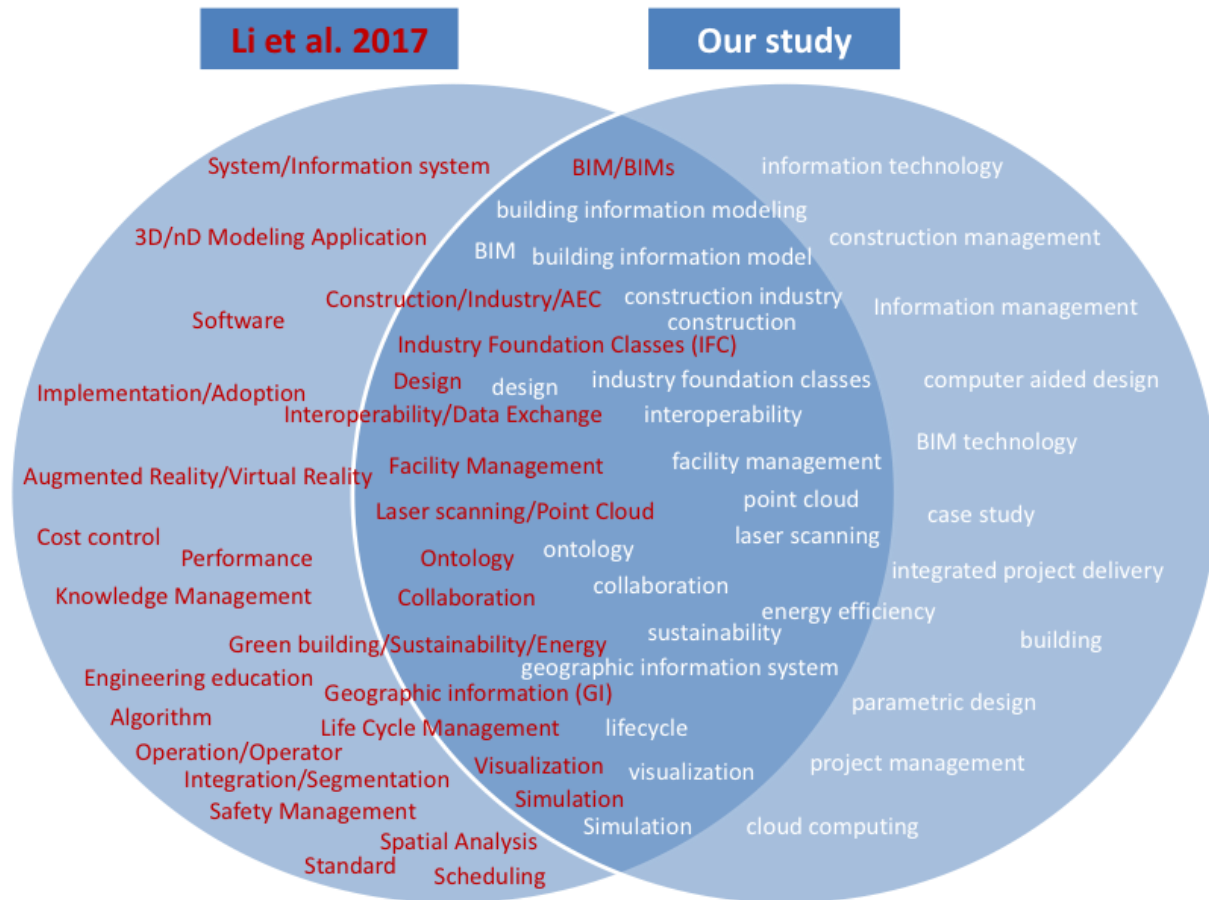 Li et al. 2017
Our study
System/Information system
BIM/BIMs
information technology
building information modeling
3D/nD Modeling Application
BIM
building information model
construction management
Construction/Industry/AEC
construction industry
construction
Information management
Software
Industry Foundation Classes (IFC)
Design
design
industry foundation classes
computer aided design
Implementation/Adoption
Interoperability/Data Exchange
interoperability
BIM technology
Augmented Reality/Virtual Reality
Facility Management
facility management
point cloud
Laser scanning/Point Cloud
case study
Cost control
laser scanning
Performance
Ontology
ontology
integrated project delivery
Knowledge Management
Collaboration
collaboration
energy efficiency
Green building/Sustainability/Energy
sustainability
building
geographic information system
Engineering education
Geographic information (GI)
parametric design
Algorithm
Life Cycle Management
lifecycle
Operation/Operator
Visualization
visualization
project management
Integration/Segmentation
Simulation
Safety Management
Simulation
cloud computing
Spatial Analysis
Standard
Scheduling